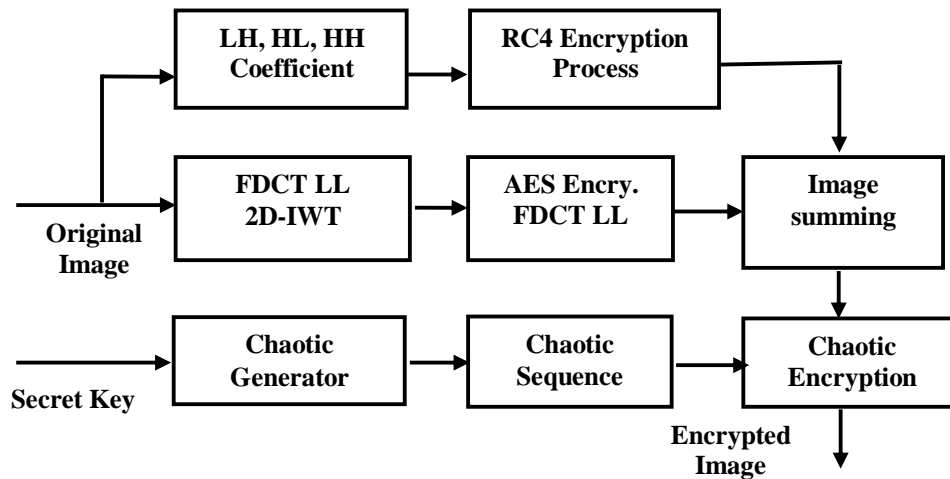 LH, HL, HH
Coefficient
RC4 Encryption
Process
FDCT LL
2D-IWT
AES Encry.
FDCT LL
Image
summing
Original
Image
Chaotic
Generator
Chaotic
Sequence
Chaotic
Encryption
Secret Key
Encrypted
Image